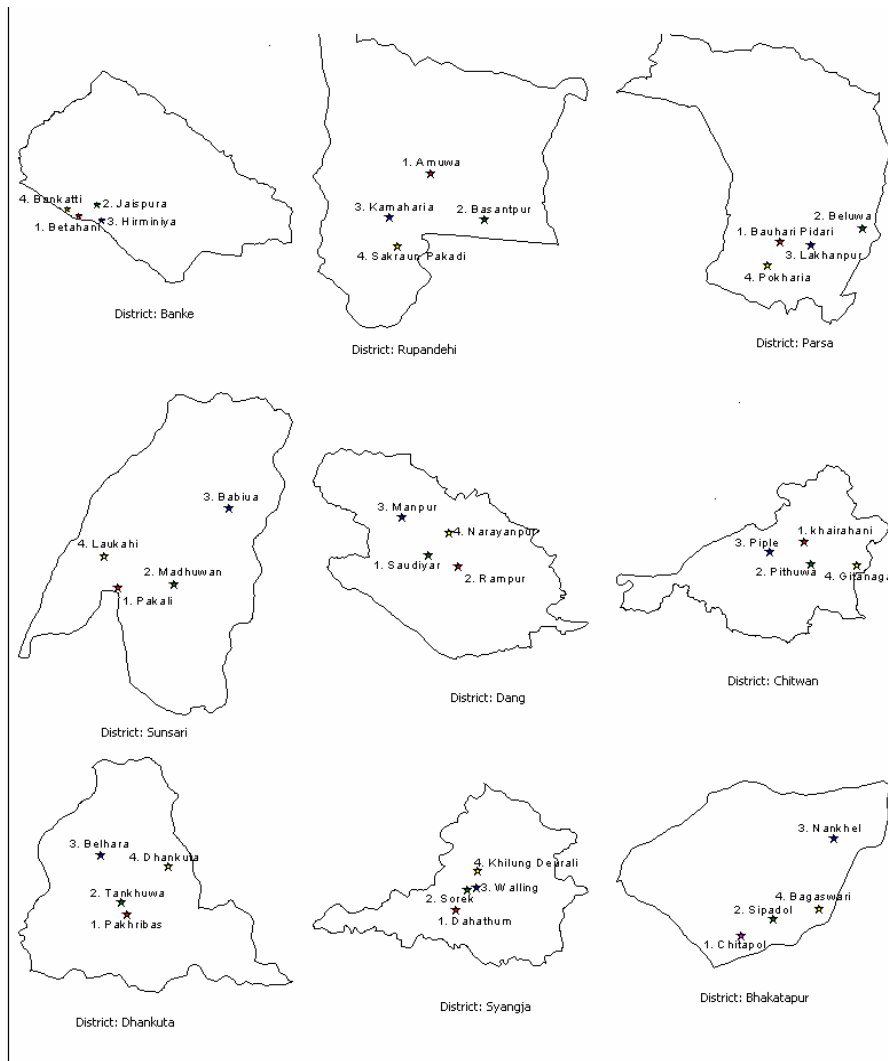 4. Bankatti
2. Jaispura
1. Betahani
3. Hirminiya
District: Banke
1. Amuwa
3. Kamaharia
2. Basantpur
4. Sakraun Pakadi
District: Rupandehi
2. Beluwa
1. Bauhari Pidari
3. Lakhanpur
4. Pokharia
District: Parsa
3. Babiua
4. Laukahi
2. Madhuwan
1. Pakali
District: Sunsari
3. Manpur
4. Narayanpur
1. Saudiyar
2. Rampur
District: Dang
1. khairahani
3. Piple
2. Pithuwa
4. Gitanaga
District: Chitwan
3. Belhara
4. Dhankuta
2. Tankhuwa
1. Pakhribas
District: Dhankuta
4. Khilung Deurali
3. Walling
2. Sorek
1. Dahathum
District: Syangja
3. Nankhel
4. Bagaswari
2. Sipadol
1. Chitapol
District: Bhakatapur